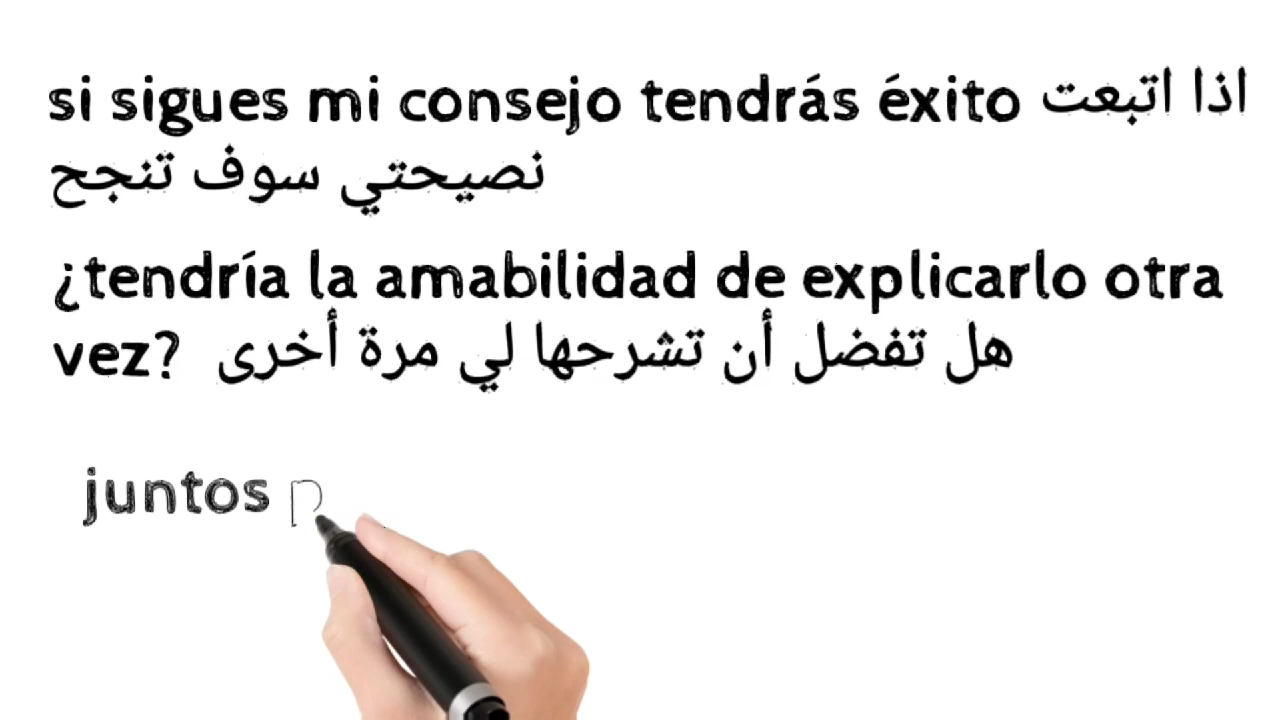 si sigues mi consejo tendrás éxito اذا اتبعت
نصيحتي سوف تنجح
¿tendría la amabilidad de explicarlo otra
vez? هل تفضل أن تشرحها لي مرة أخرى
juntos p